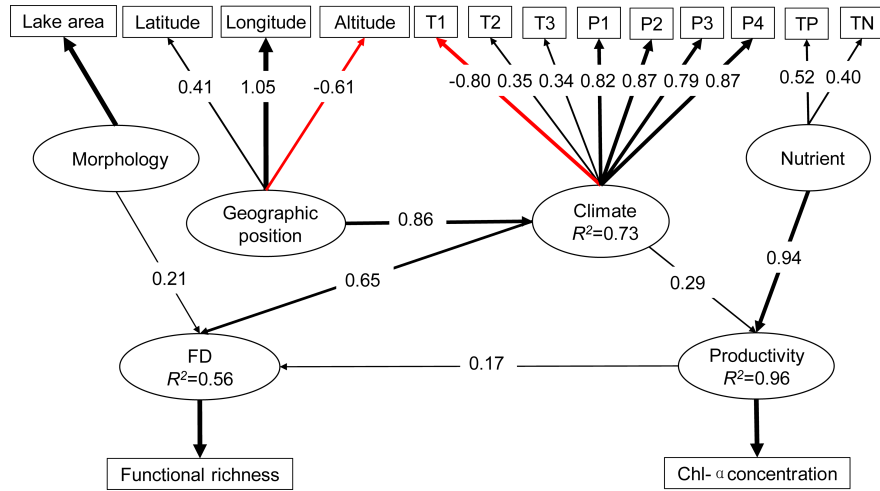 Lake area Latitude Longitude Altitude T1 T2 T3 P1 P2 P3 P4 TP TN
0.41 1.05 -0.61 -0.80 0.35 0.34 0.82 0.87 0.79 0.87 0.52 0.40
Morphology
Nutrient
Geographic
position
0.86
Climate
R²=0.73
0.94
0.21
0.65
0.29
FD
R²=0.56
0.17
Productivity
R²=0.96
Functional richness
Chl-αconcentration